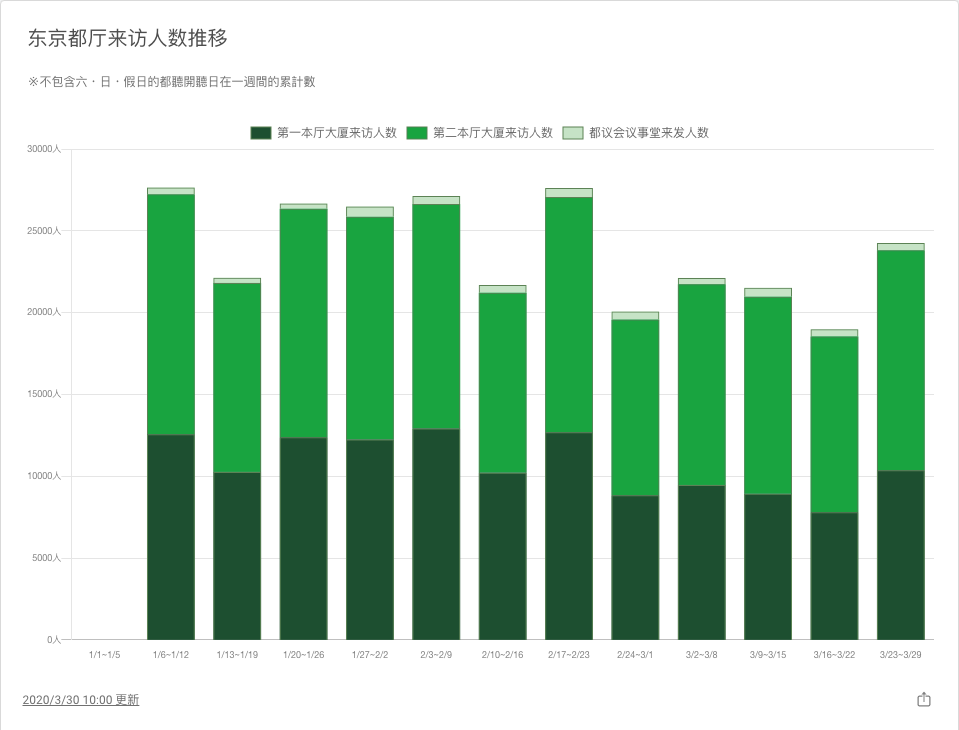 东京都厅来访人数推移
※不包含六・日・假日的都聽開聽日在一週間的累計數
第一本厅大厦来访人数 第二本厅大厦来访人数 都议会议事堂来发人数
30000人
25000人
20000人
15000人
10000人
5000人
0人
1/1~1/5 1/6~1/12 1/13~1/19 1/20~1/26 1/27~2/2 2/3~2/9 2/10~2/16 2/17~2/23 2/24~3/1 3/2~3/8 3/9~3/15 3/16~3/22 3/23~3/29
2020/3/30 10:00 更新